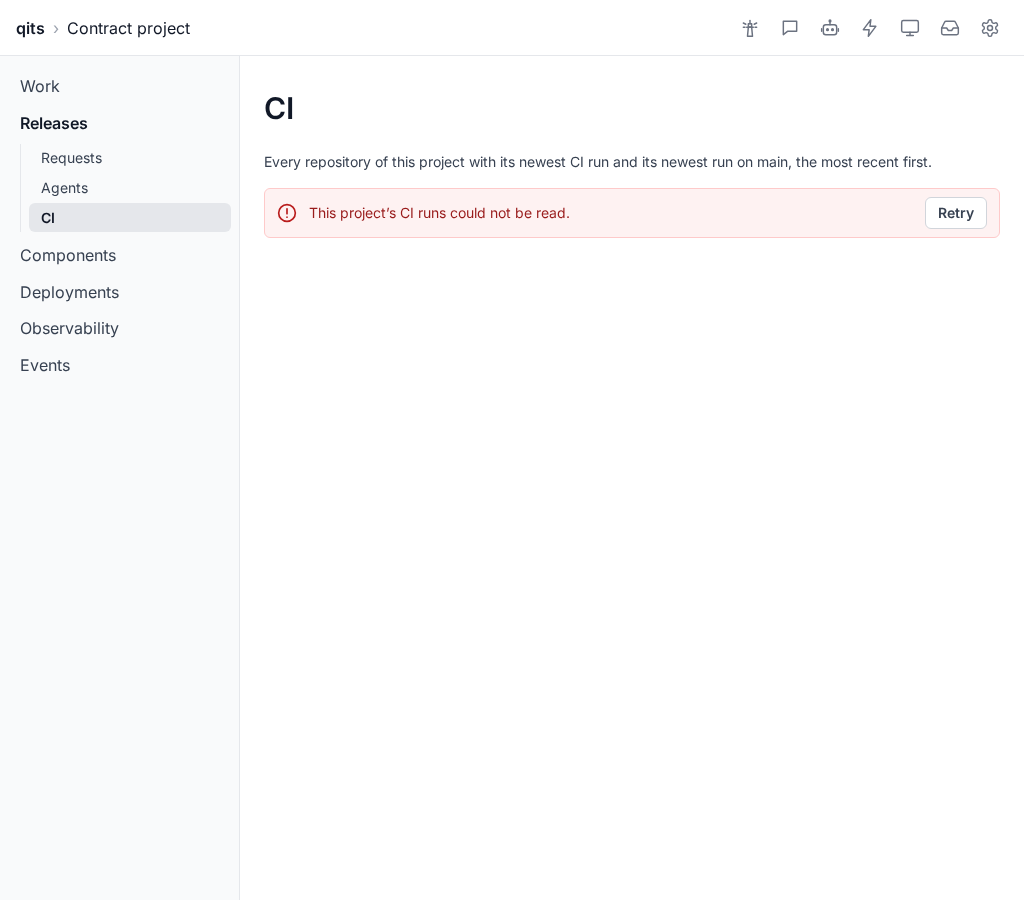 qits › Contract project
Work
Releases
Requests
Agents
CI
Components
Deployments
Observability
Events
CI
Every repository of this project with its newest CI run and its newest run on main, the most recent first.
This project’s CI runs could not be read.
Retry